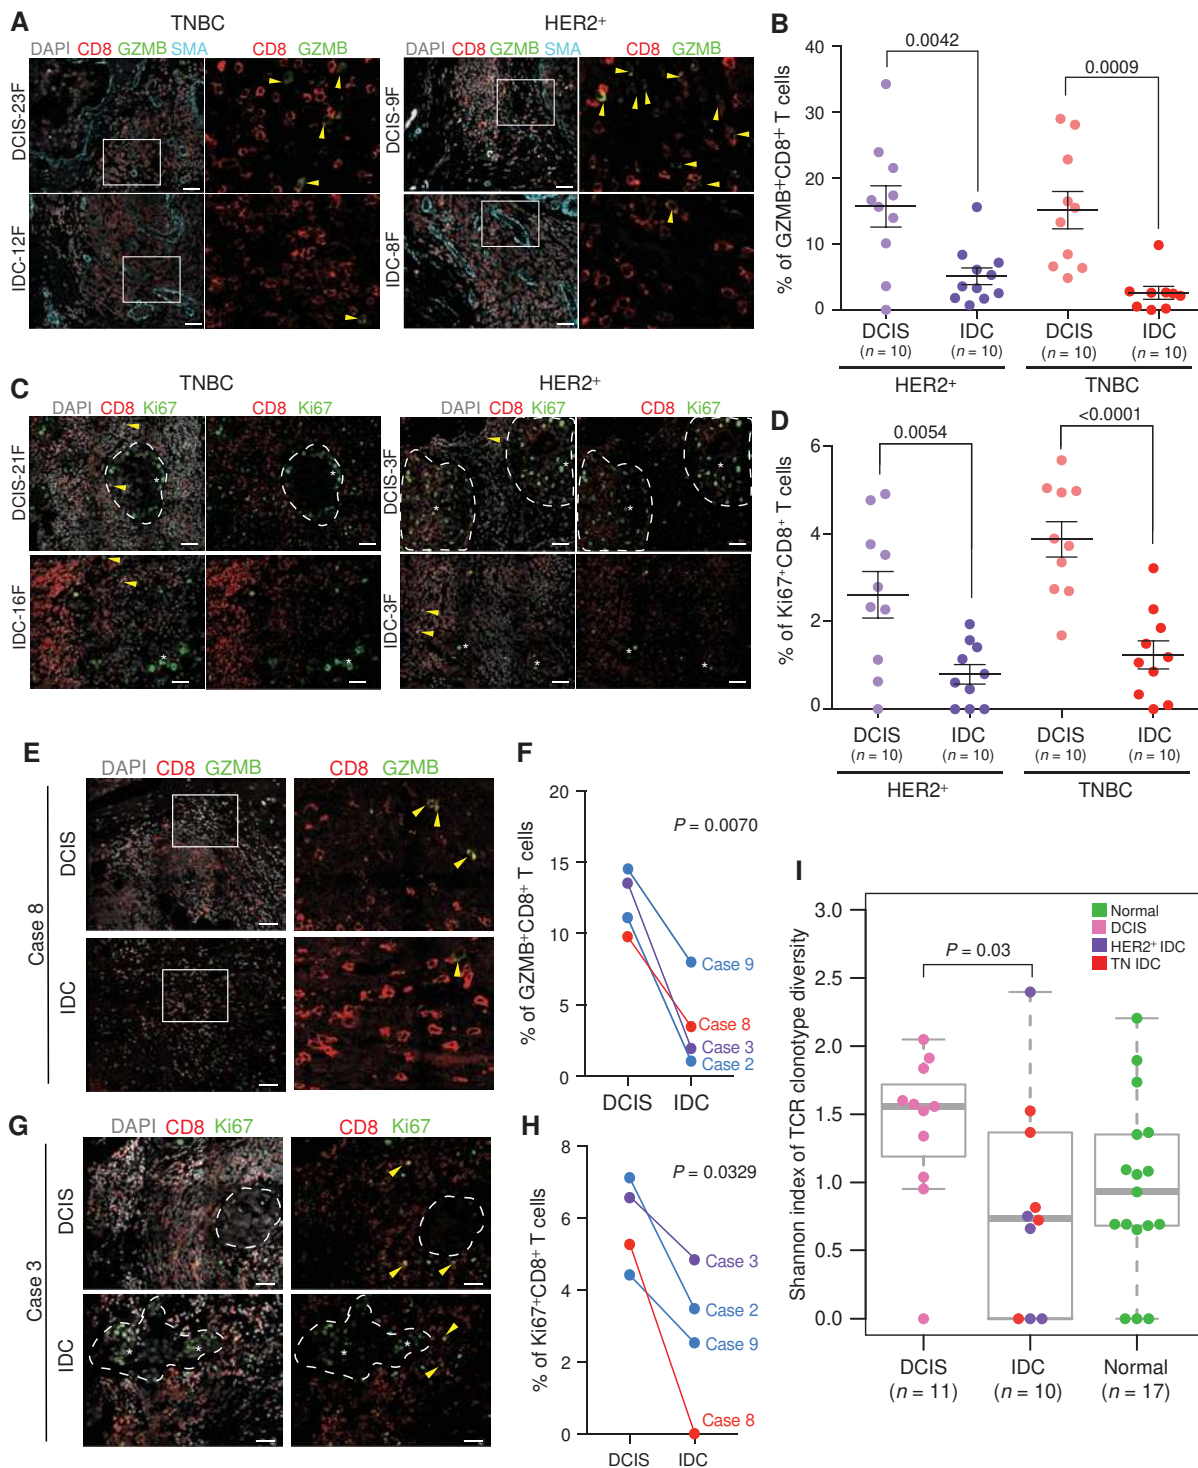 A
TNBC
HER2+
DAPI CD8 GZMB SMA
CD8 GZMB
DAPI CD8 GZMB SMA
CD8 GZMB
DCIS-23F
IDC-12F
DCIS-9F
IDC-8F
B
% of GZMB+CD8+ T cells
40
30
20
10
0
0.0042
0.0009
DCIS
IDC
DCIS
IDC
(n = 10)
(n = 10)
(n = 10)
(n = 10)
HER2+
TNBC
C
TNBC
HER2+
DAPI CD8 Ki67
CD8 Ki67
DAPI CD8 Ki67
CD8 Ki67
DCIS-21F
*
*
IDC-16F
*
*
DCIS-3F
*
*
*
*
IDC-3F
*
*
*
*
D
% of Ki67+CD8+ T cells
6
4
2
0
0.0054
<0.0001
DCIS
IDC
DCIS
IDC
(n = 10)
(n = 10)
(n = 10)
(n = 10)
HER2+
TNBC
E
DAPI CD8 GZMB
CD8 GZMB
Case 8
DCIS
IDC
F
% of GZMB+CD8+ T cells
20
15
10
5
0
P = 0.0070
Case 9
Case 8
Case 3
Case 2
DCIS
IDC
G
DAPI CD8 Ki67
CD8 Ki67
Case 3
DCIS
IDC
*
*
*
*
H
% of Ki67+CD8+ T cells
8
6
4
2
0
P = 0.0329
Case 3
Case 2
Case 9
Case 8
DCIS
IDC
I
Shannon index of TCR clonotype diversity
3.0
2.5
2.0
1.5
1.0
0.5
0.0
Normal
DCIS
HER2+ IDC
TN IDC
P = 0.03
DCIS
IDC
Normal
(n = 11)
(n = 10)
(n = 17)